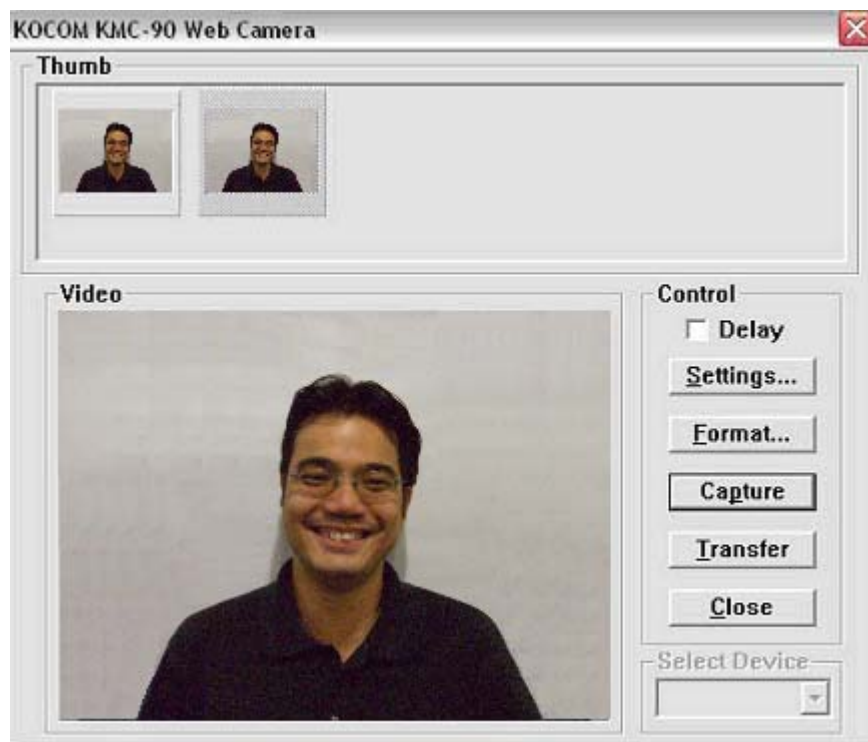 KOCOM KMC-90 Web Camera
Thumb
Video
Control
Delay
Settings...
Format...
Capture
Transfer
Close
Select Device